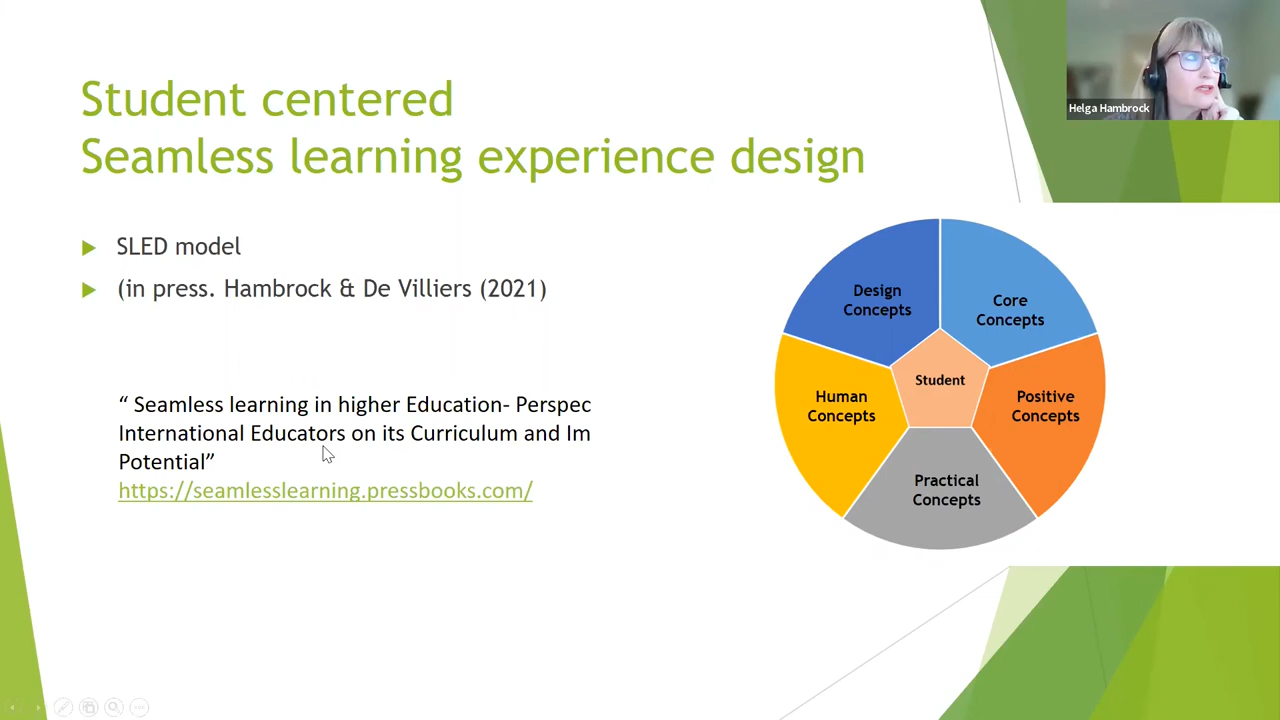 Student centered
Seamless learning experience design
Helga Hambrock
SLED model
(in press. Hambrock & De Villiers (2021)
“ Seamless learning in higher Education- Perspec
International Educators on its Curriculum and Im
Potential”
https://seamlesslearning.pressbooks.com/
Design
Concepts
Core
Concepts
Student
Human
Concepts
Positive
Concepts
Practical
Concepts